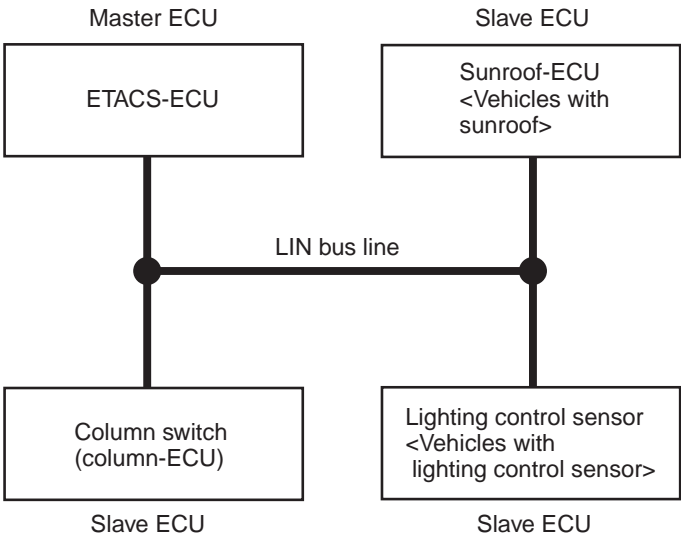 Master ECU
ETACS-ECU
Slave ECU
Sunroof-ECU
<Vehicles with
sunroof>
LIN bus line
Column switch
(column-ECU)
Slave ECU
Lighting control sensor
<Vehicles with
lighting control sensor>
Slave ECU